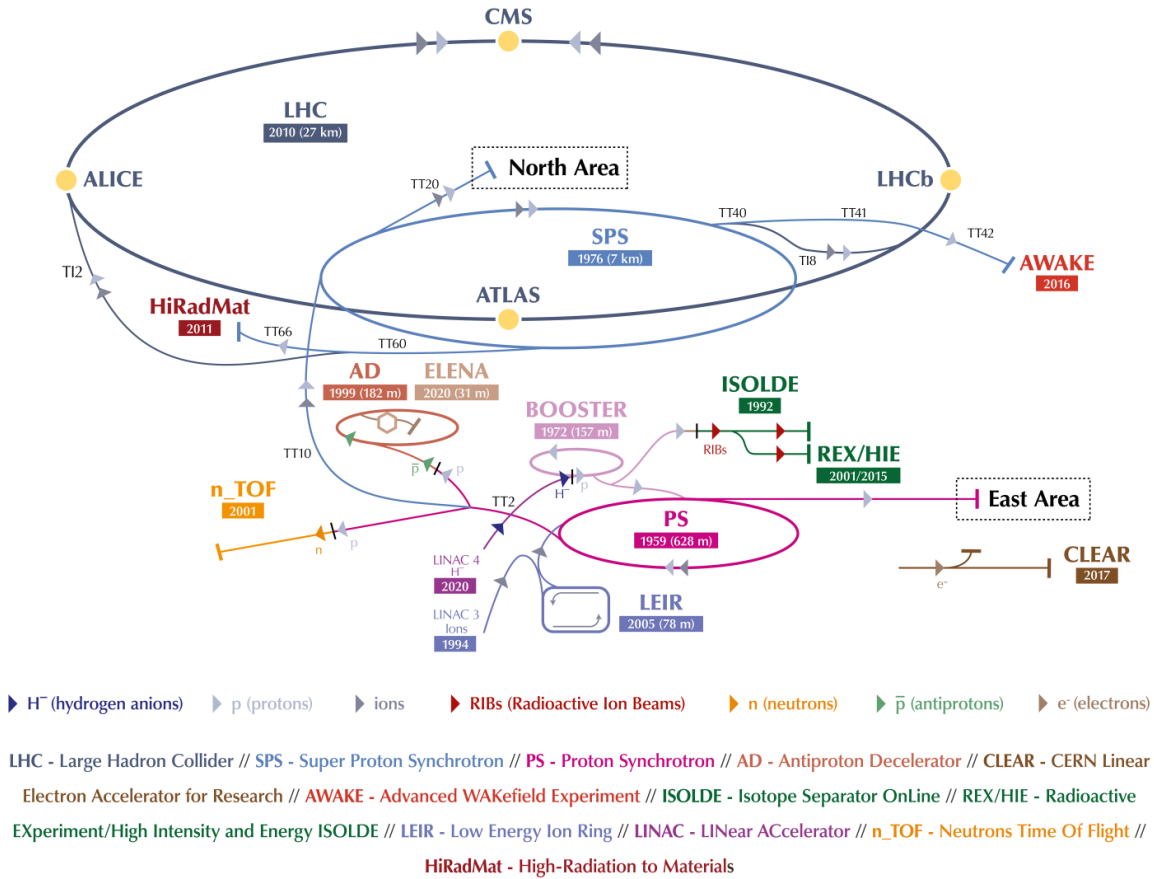 CMS
LHC
2010 (27 km)
North Area
ALICE
TT20
LHCb
TT40
TT41
SPS
1976 (7 km)
TT42
TI8
AWAKE
2016
TI2
ATLAS
HiRadMat
2011
TT66
TT60
AD
1999 (182 m)
ELENA
2020 (31 m)
ISOLDE
1992
BOOSTER
1972 (157 m)
RIBs
REX/HIE
2001/2015
TT10
p̅
p
TT2
H⁻
p
n_TOF
2001
East Area
PS
1959 (628 m)
n
p
LINAC 4
H⁻
2020
CLEAR
2017
e⁻
LINAC 3
Ions
1994
LEIR
2005 (78 m)
H⁻ (hydrogen anions)
p (protons)
ions
RIBs (Radioactive Ion Beams)
n (neutrons)
p̅ (antiprotons)
e⁻(electrons)
LHC - Large Hadron Collider // SPS - Super Proton Synchrotron // PS - Proton Synchrotron // AD - Antiproton Decelerator // CLEAR - CERN Linear
Electron Accelerator for Research // AWAKE - Advanced WAKefield Experiment // ISOLDE - Isotope Separator OnLine // REX/HIE - Radioactive
EXperiment/High Intensity and Energy ISOLDE // LEIR - Low Energy Ion Ring // LINAC - LINear ACcelerator // n_TOF - Neutrons Time Of Flight //
HiRadMat - High-Radiation to Materials